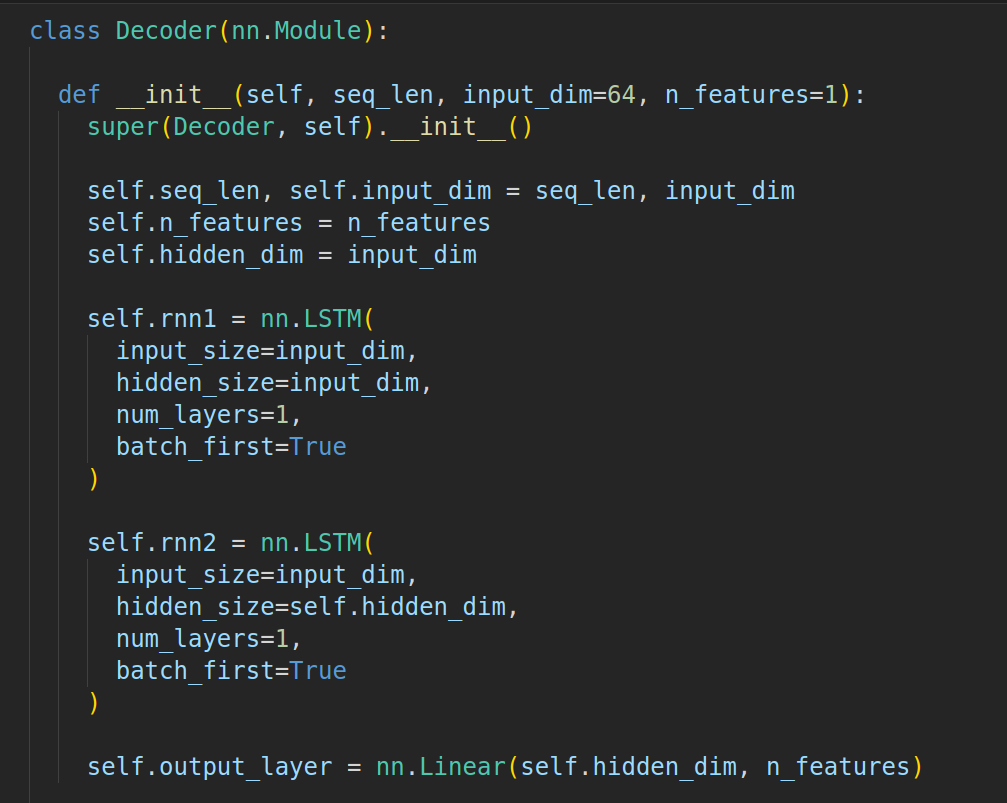 class Decoder(nn.Module):
def __init__(self, seq_len, input_dim=64, n_features=1):
super(Decoder, self).__init__()
self.seq_len, self.input_dim = seq_len, input_dim
self.n_features = n_features
self.hidden_dim = input_dim
self.rnn1 = nn.LSTM(
input_size=input_dim,
hidden_size=input_dim,
num_layers=1,
batch_first=True
)
self.rnn2 = nn.LSTM(
input_size=input_dim,
hidden_size=self.hidden_dim,
num_layers=1,
batch_first=True
)
self.output_layer = nn.Linear(self.hidden_dim, n_features)